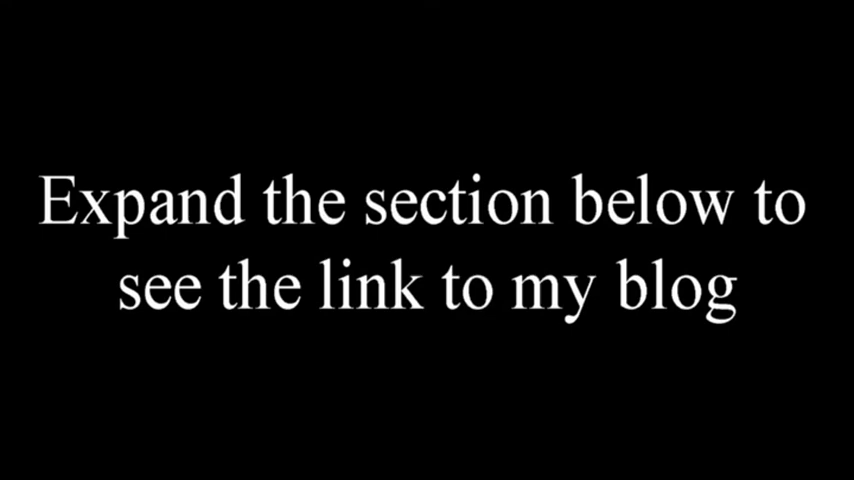 Expand the section below to
see the link to my blog